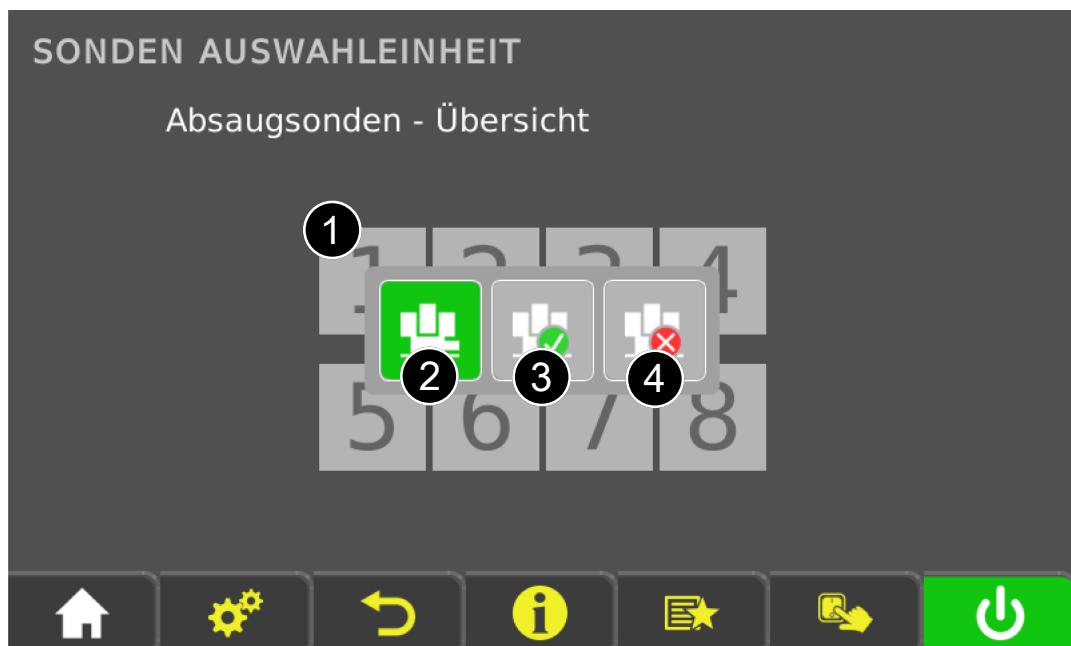 SONDEN AUSWAHLEINHEIT
Absaugsonden - Übersicht
1
1 2 3 4
2 3 4
5 6 7 8
i